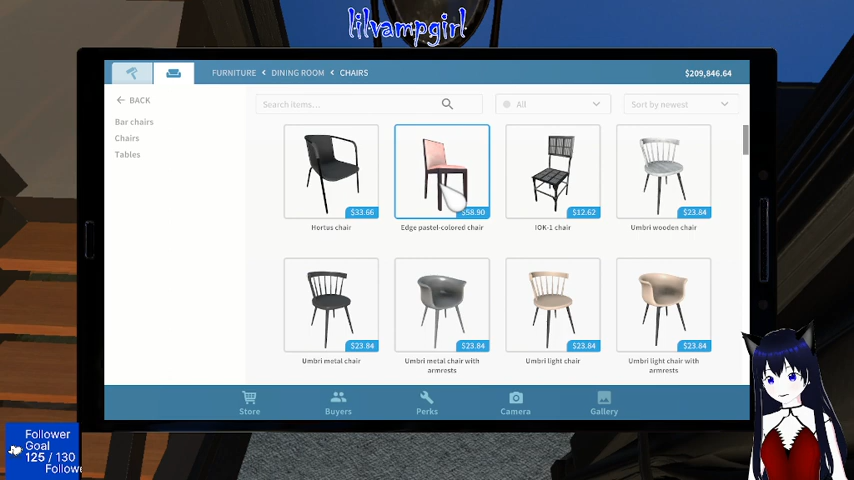 lilvampgirl
FURNITURE < DINING ROOM < CHAIRS
$209,846.64
BACK
Search items...
All
Sort by newest
Bar chairs
Chairs
Tables
$33.66
$58.90
$12.62
$23.84
Hortus chair
Edge pastel-colored chair
IOK-1 chair
Umbri wooden chair
$23.84
$23.84
$23.84
$23.84
Umbri metal chair
Umbri metal chair with
armrests
Umbri light chair
Umbri light chair with
armrests
Store
Buyers
Perks
Camera
Gallery
Follower
Goal
125 / 130
Followe